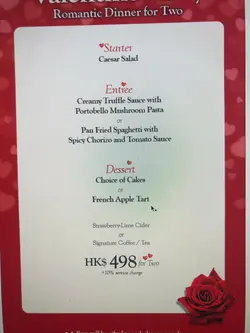 Romantic Dinner for Two
Starter
Caesar Salad
Entrée
Creamy Truffle Sauce with
Portobello Mushroom Pasta
or
Pan Fried Spaghetti with
Spicy Chorizo and Tomato Sauce
Dessert
Choice of Cakes
or
French Apple Tart
Strawberry-Lime Cider
or
Signature Coffee / Tea
HK$ 498 for Two
+10% service charge